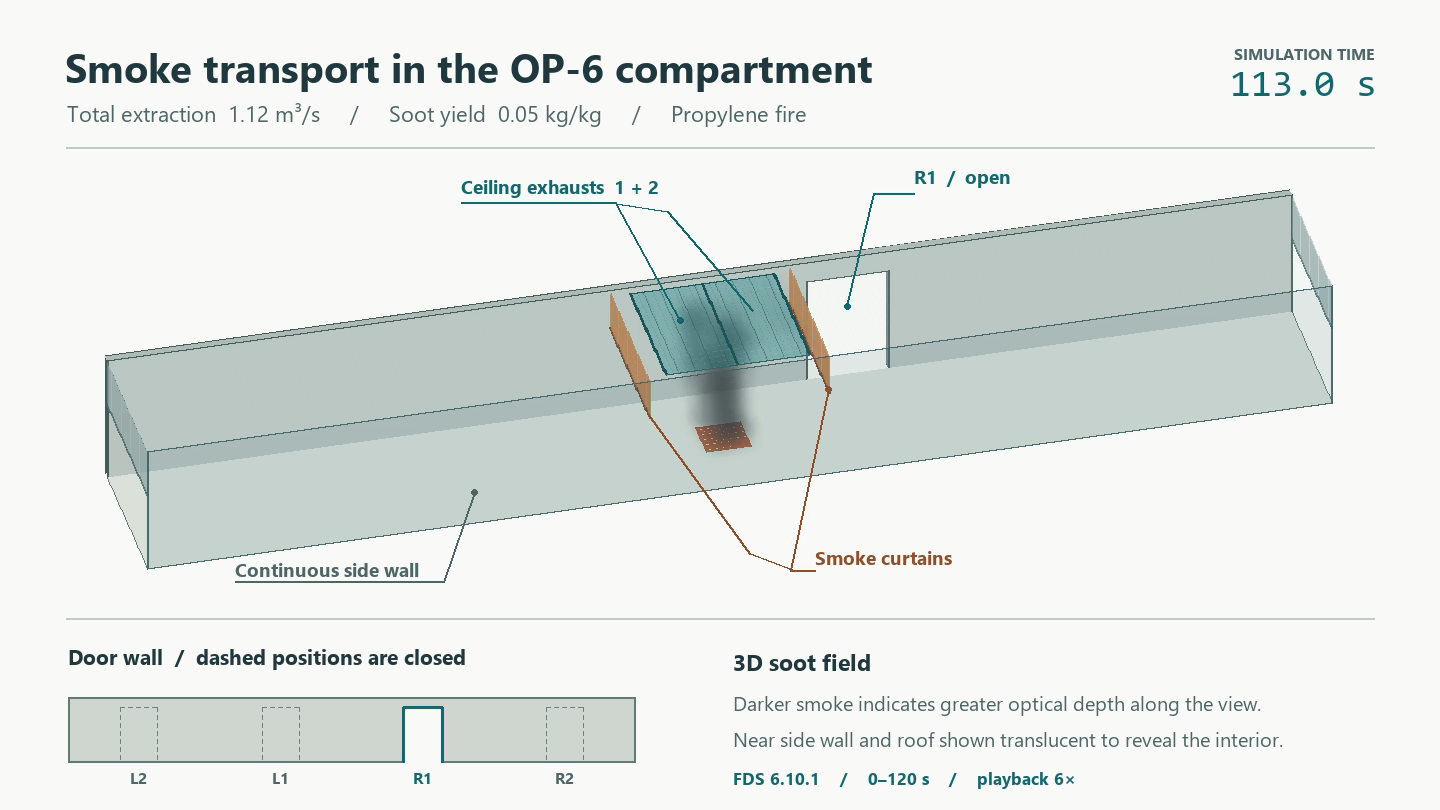 Smoke transport in the OP-6 compartment
SIMULATION TIME
113.0 s
Total extraction 1.12 m³/s / Soot yield 0.05 kg/kg / Propylene fire
Ceiling exhausts 1 + 2
R1 / open
Continuous side wall
Smoke curtains
Door wall / dashed positions are closed
L2 L1 R1 R2
3D soot field
Darker smoke indicates greater optical depth along the view.
Near side wall and roof shown translucent to reveal the interior.
FDS 6.10.1 / 0–120 s / playback 6×